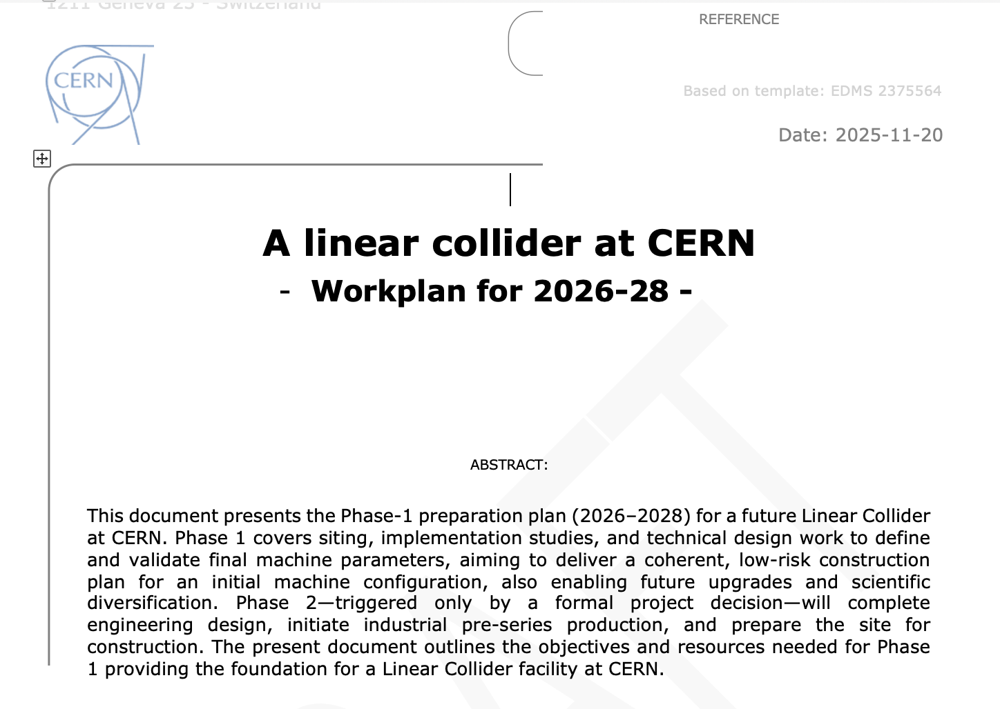 1211 Geneva 23 - Switzerland
REFERENCE
CERN
Based on template: EDMS 2375564
Date: 2025-11-20
A linear collider at CERN
- Workplan for 2026-28 -
ABSTRACT:
This document presents the Phase-1 preparation plan (2026–2028) for a future Linear Collider
at CERN. Phase 1 covers siting, implementation studies, and technical design work to define
and validate final machine parameters, aiming to deliver a coherent, low-risk construction
plan for an initial machine configuration, also enabling future upgrades and scientific
diversification. Phase 2—triggered only by a formal project decision—will complete
engineering design, initiate industrial pre-series production, and prepare the site for
construction. The present document outlines the objectives and resources needed for Phase
1 providing the foundation for a Linear Collider facility at CERN.